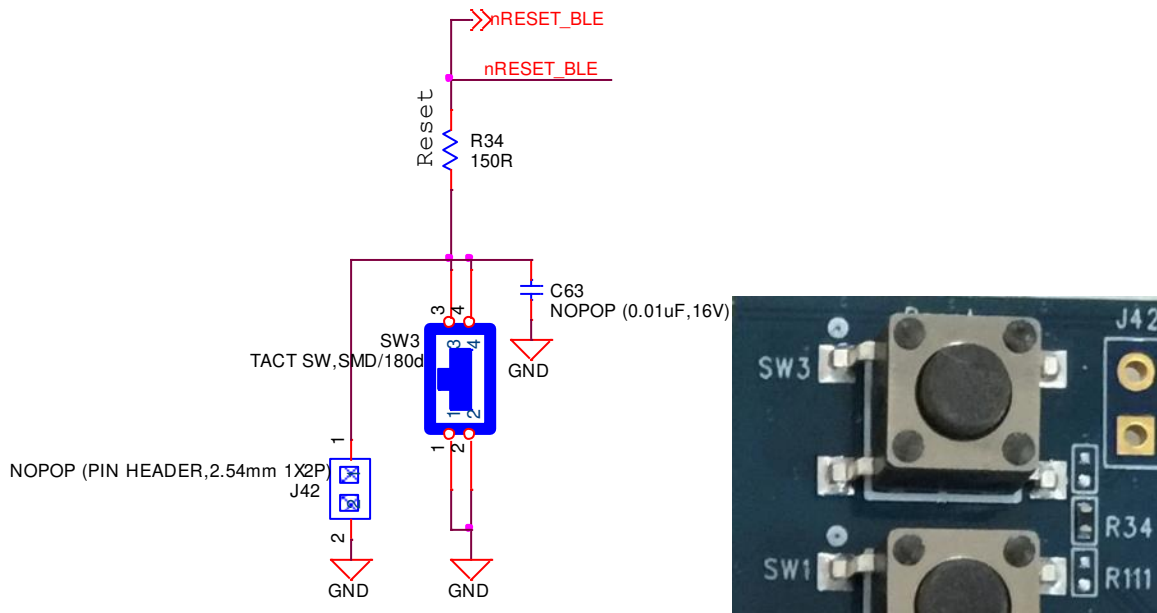 nRESET_BLE
nRESET_BLE
Reset
R34
150R
3
4
C63
NOPOP (0.01uF,16V)
SW3
TACT SW,SMD/180d
3
4
1
2
GND
1
2
1
NOPOP (PIN HEADER,2.54mm 1X2P)
J42
2
GND
GND
J42
SW3
R34
SW1
R111